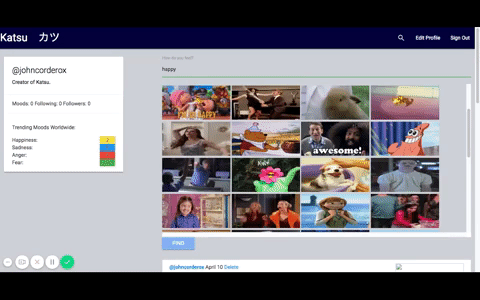 Katsu カツ
Edit Profile
Sign Out
@johncorderox
Creator of Katsu.
Moods: 0 Following: 0 Followers: 0
Trending Moods Worldwide:
Happiness: 2
Sadness:
Anger:
Fear:
How do you feel?
happy
HAPPY
awesome!
FIND
@johncorderox April 10 Delete